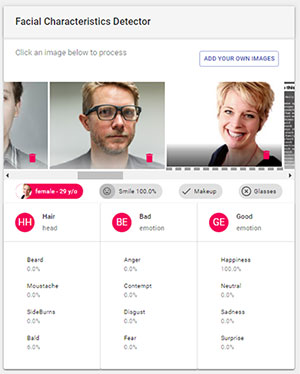 Facial Characteristics Detector
Click an image below to process
ADD YOUR OWN IMAGES
female - 29 y/o
Smile 100.0%
Makeup
Glasses
HH
Hair
head
BE
Bad
emotion
GE
Good
emotion
Beard
0.0%
Moustache
0.0%
SideBurns
0.0%
Bald
6.0%
Anger
0.0%
Contempt
0.0%
Disgust
0.0%
Fear
0.0%
Happiness
100.0%
Neutral
0.0%
Sadness
0.0%
Surprise
0.0%